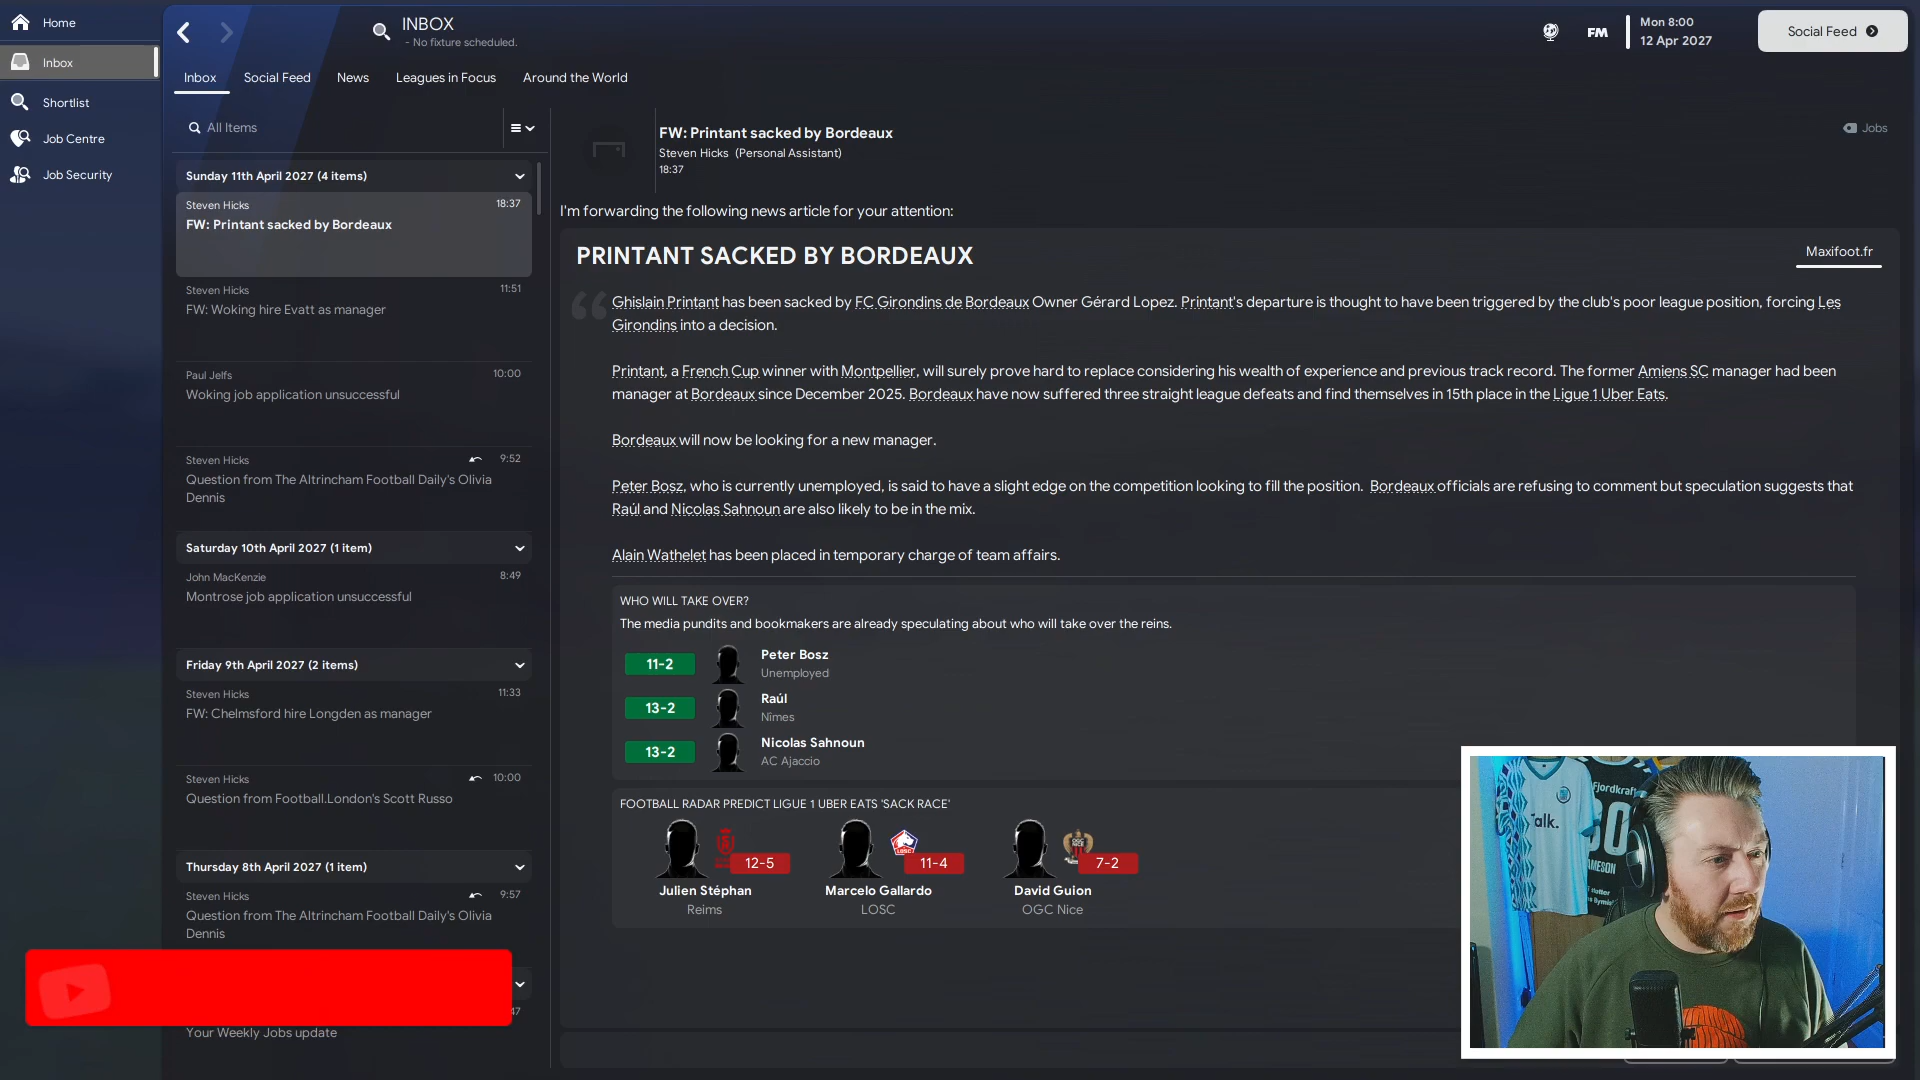 Home
Inbox
Shortlist
Job Centre
Job Security
INBOX
- No fixture scheduled.
FM
Mon 8:00
12 Apr 2027
Social Feed
Inbox
Social Feed
News
Leagues in Focus
Around the World
All Items
Sunday 11th April 2027 (4 items)
Steven Hicks
18:37
FW: Printant sacked by Bordeaux
Steven Hicks
11:51
FW: Woking hire Evatt as manager
Paul Jelfs
10:00
Woking job application unsuccessful
Steven Hicks
9:52
Question from The Altrincham Football Daily's Olivia
Dennis
Saturday 10th April 2027 (1 item)
John MacKenzie
8:49
Montrose job application unsuccessful
Friday 9th April 2027 (2 items)
Steven Hicks
11:33
FW: Chelmsford hire Longden as manager
Steven Hicks
10:00
Question from Football.London's Scott Russo
Thursday 8th April 2027 (1 item)
Steven Hicks
9:57
Question from The Altrincham Football Daily's Olivia
Dennis
47
Your Weekly Jobs update
FW: Printant sacked by Bordeaux
Steven Hicks (Personal Assistant)
18:37
Jobs
I'm forwarding the following news article for your attention:
PRINTANT SACKED BY BORDEAUX
Maxifoot.fr
Ghislain Printant has been sacked by FC Girondins de Bordeaux Owner Gérard Lopez. Printant's departure is thought to have been triggered by the club's poor league position, forcing Les
Girondins into a decision.
Printant, a French Cup winner with Montpellier, will surely prove hard to replace considering his wealth of experience and previous track record. The former Amiens SC manager had been
manager at Bordeaux since December 2025. Bordeaux have now suffered three straight league defeats and find themselves in 15th place in the Ligue 1 Uber Eats.
Bordeaux will now be looking for a new manager.
Peter Bosz, who is currently unemployed, is said to have a slight edge on the competition looking to fill the position. Bordeaux officials are refusing to comment but speculation suggests that
Raúl and Nicolas Sahnoun are also likely to be in the mix.
Alain Wathelet has been placed in temporary charge of team affairs.
WHO WILL TAKE OVER?
The media pundits and bookmakers are already speculating about who will take over the reins.
11-2
Peter Bosz
Unemployed
13-2
Raúl
Nîmes
13-2
Nicolas Sahnoun
AC Ajaccio
FOOTBALL RADAR PREDICT LIGUE 1 UBER EATS 'SACK RACE'
12-5
Julien Stéphan
Reims
11-4
Marcelo Gallardo
LOSC
7-2
David Guion
OGC Nice
Talk.
Fjordkraft